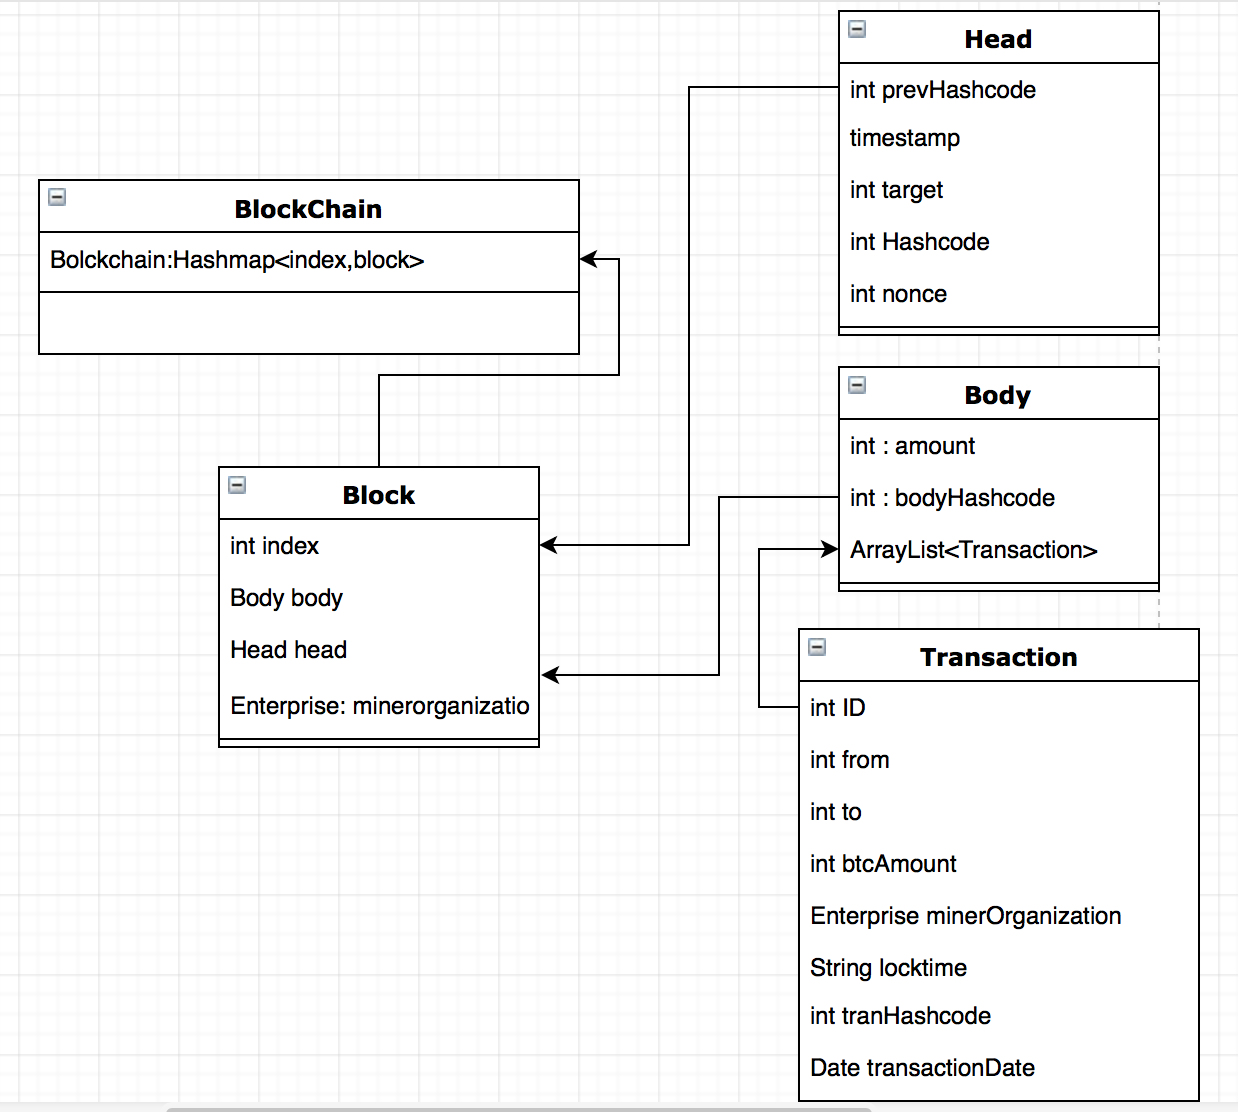 BlockChain
Bolckchain:Hashmap<index,block>
Block
int index
Body body
Head head
Enterprise: minerorganizatio
Head
int prevHashcode
timestamp
int target
int Hashcode
int nonce
Body
int : amount
int : bodyHashcode
ArrayList<Transaction>
Transaction
int ID
int from
int to
int btcAmount
Enterprise minerOrganization
String locktime
int tranHashcode
Date transactionDate